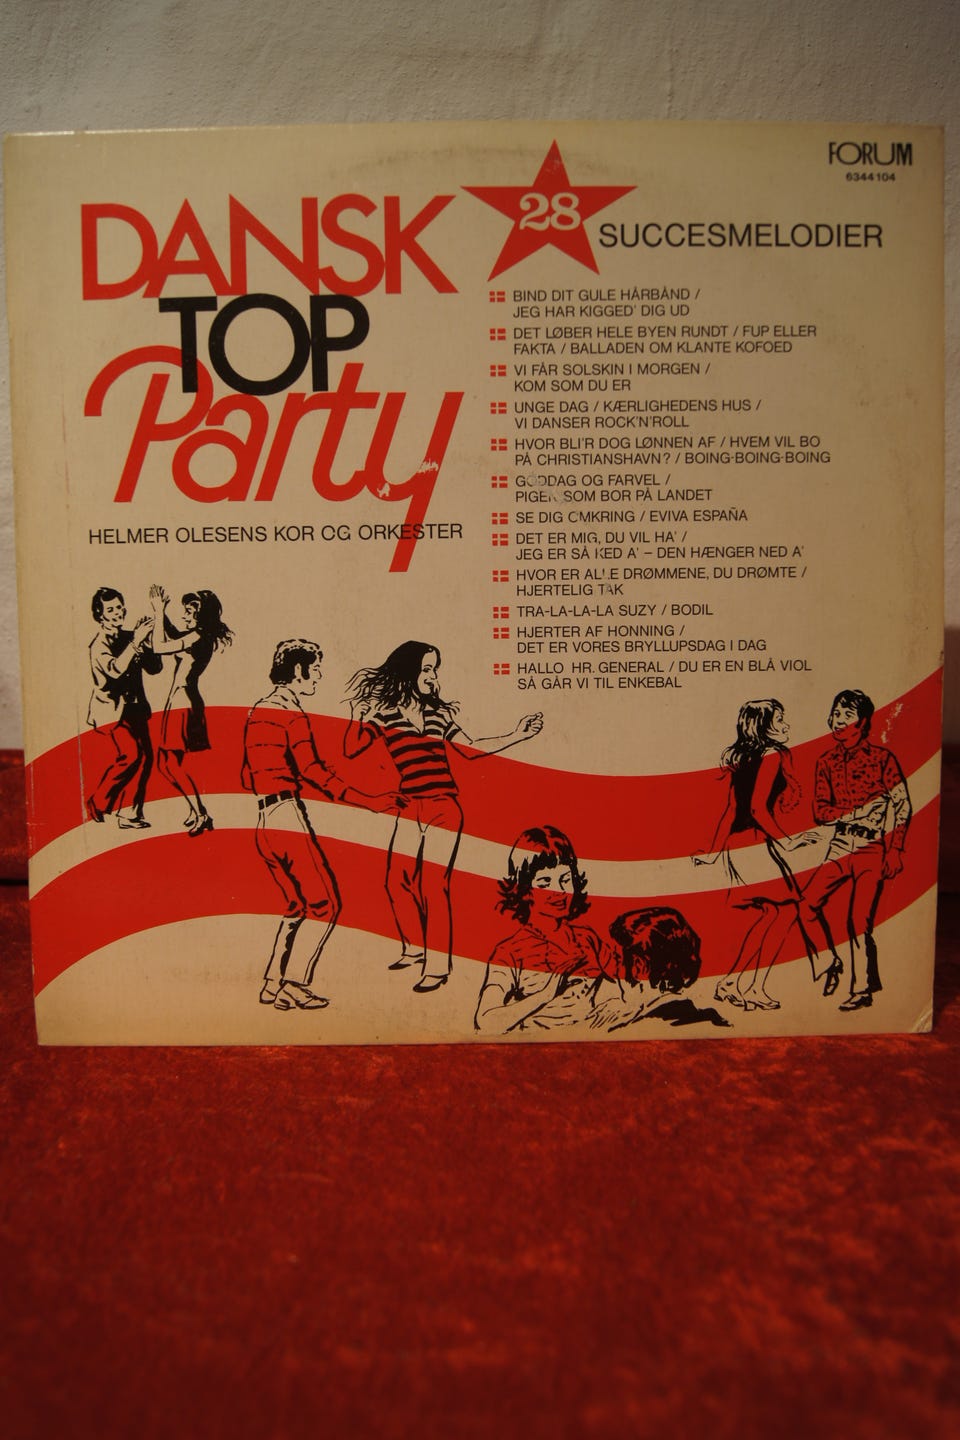 FORUM
6344104
DANSK
TOP
Party
HELMER OLESENS KOR OG ORKESTER
28
SUCCESMELODIER
BIND DIT GULE HÅRBÅND /
JEG HAR KIGGED' DIG UD
DET LØBER HELE BYEN RUNDT / FUP ELLER
FAKTA / BALLADEN OM KLANTE KOFOED
VI FÅR SOLSKIN I MORGEN /
KOM SOM DU ER
UNGE DAG / KÆRLIGHEDENS HUS /
VI DANSER ROCK'N'ROLL
HVOR BLI'R DOG LØNNEN AF / HVEM VIL BO
PÅ CHRISTIANSHAVN? / BOING-BOING-BOING
GODDAG OG FARVEL /
PIGEN SOM BOR PÅ LANDET
SE DIG OMKRING / EVIVA ESPAÑA
DET ER MIG, DU VIL HA' /
JEG ER SÅ KED A' – DEN HÆNGER NED A'
HVOR ER ALLE DRØMMENE, DU DRØMTE /
HJERTELIG TAK
TRA-LA-LA-LA SUZY / BODIL
HJERTER AF HONNING /
DET ER VORES BRYLLUPSDAG I DAG
HALLO HR. GENERAL / DU ER EN BLÅ VIOL
SÅ GÅR VI TIL ENKEBAL